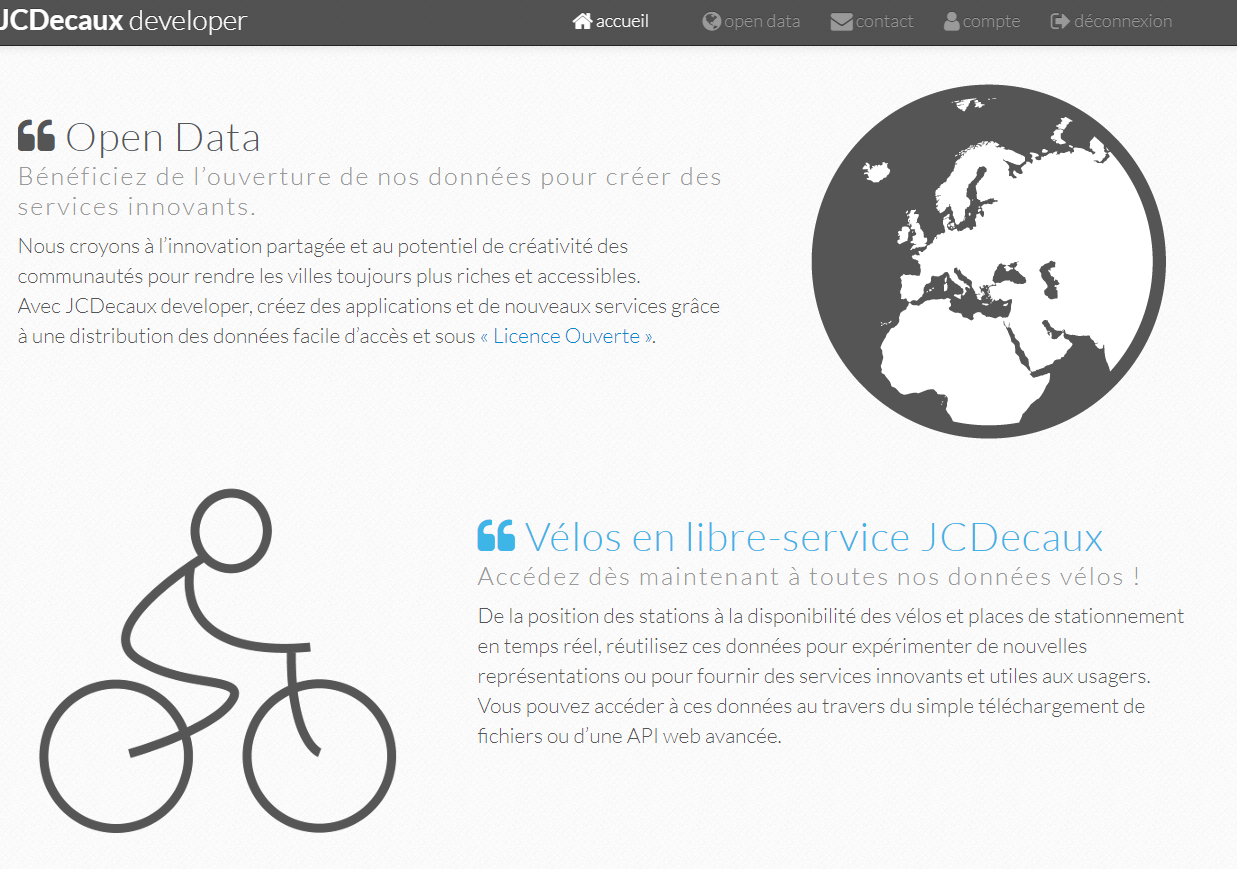 JCDecaux developer
accueil
open data
contact
compte
déconnexion
Open Data
Bénéficiez de l’ouverture de nos données pour créer des
services innovants.
Nous croyons à l’innovation partagée et au potentiel de créativité des
communautés pour rendre les villes toujours plus riches et accessibles.
Avec JCDecaux developer, créez des applications et de nouveaux services grâce
à une distribution des données facile d’accès et sous « Licence Ouverte ».
Vélos en libre-service JCDecaux
Accédez dès maintenant à toutes nos données vélos !
De la position des stations à la disponibilité des vélos et places de stationnement
en temps réel, réutilisez ces données pour expérimenter de nouvelles
représentations ou pour fournir des services innovants et utiles aux usagers.
Vous pouvez accéder à ces données au travers du simple téléchargement de
fichiers ou d’une API web avancée.